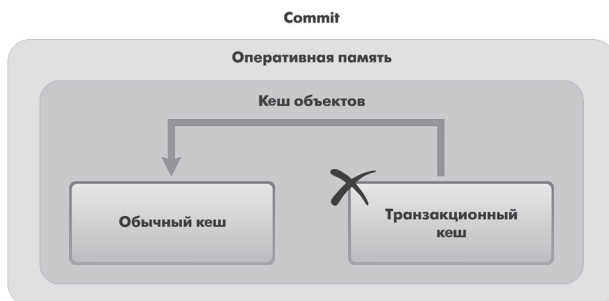 Commit
Оперативная память
Кеш объектов
Обычный кеш
Транзакционный
кеш